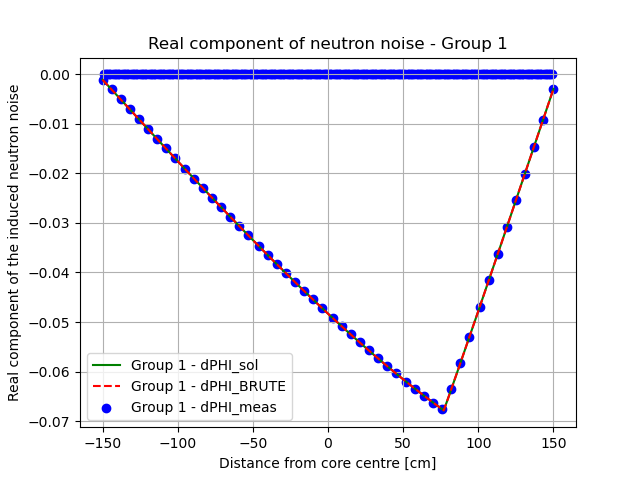 Real component of neutron noise - Group 1
Real component of the induced neutron noise
0.00
−0.01
−0.02
−0.03
−0.04
−0.05
−0.06
−0.07
Group 1 - dPHI_sol
Group 1 - dPHI_BRUTE
Group 1 - dPHI_meas
−150 −100 −50 0 50 100 150
Distance from core centre [cm]